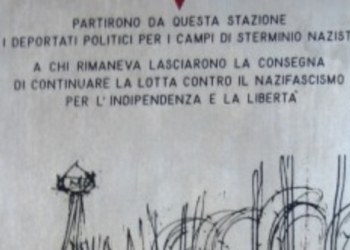 PARTIRONO DA QUESTA STAZIONE
I DEPORTATI POLITICI PER I CAMPI DI STERMINIO NAZIST
A CHI RIMANEVA LASCIARONO LA CONSEGNA
DI CONTINUARE LA LOTTA CONTRO IL NAZIFASCISMO
PER L'INDIPENDENZA E LA LIBERTÀ